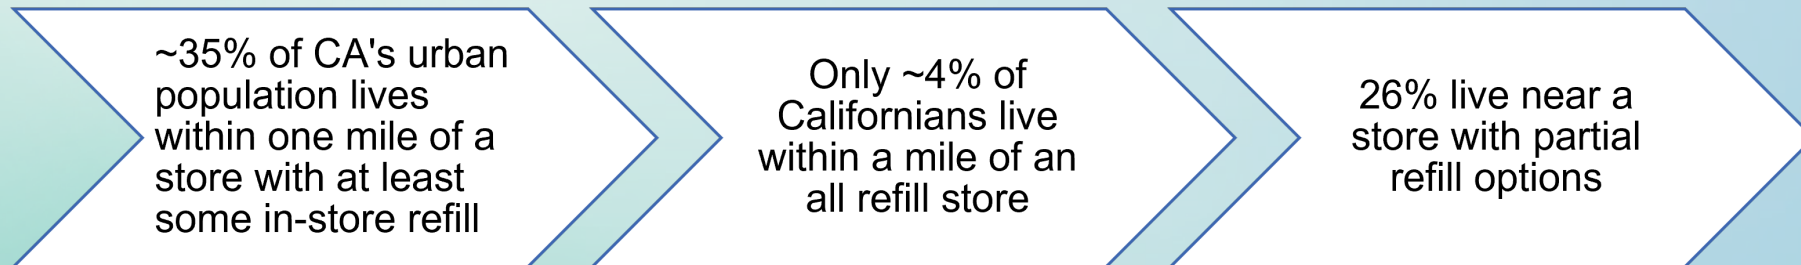 ~35% of CA's urban
population lives
within one mile of a
store with at least
some in-store refill
Only ~4% of
Californians live
within a mile of an
all refill store
26% live near a
store with partial
refill options